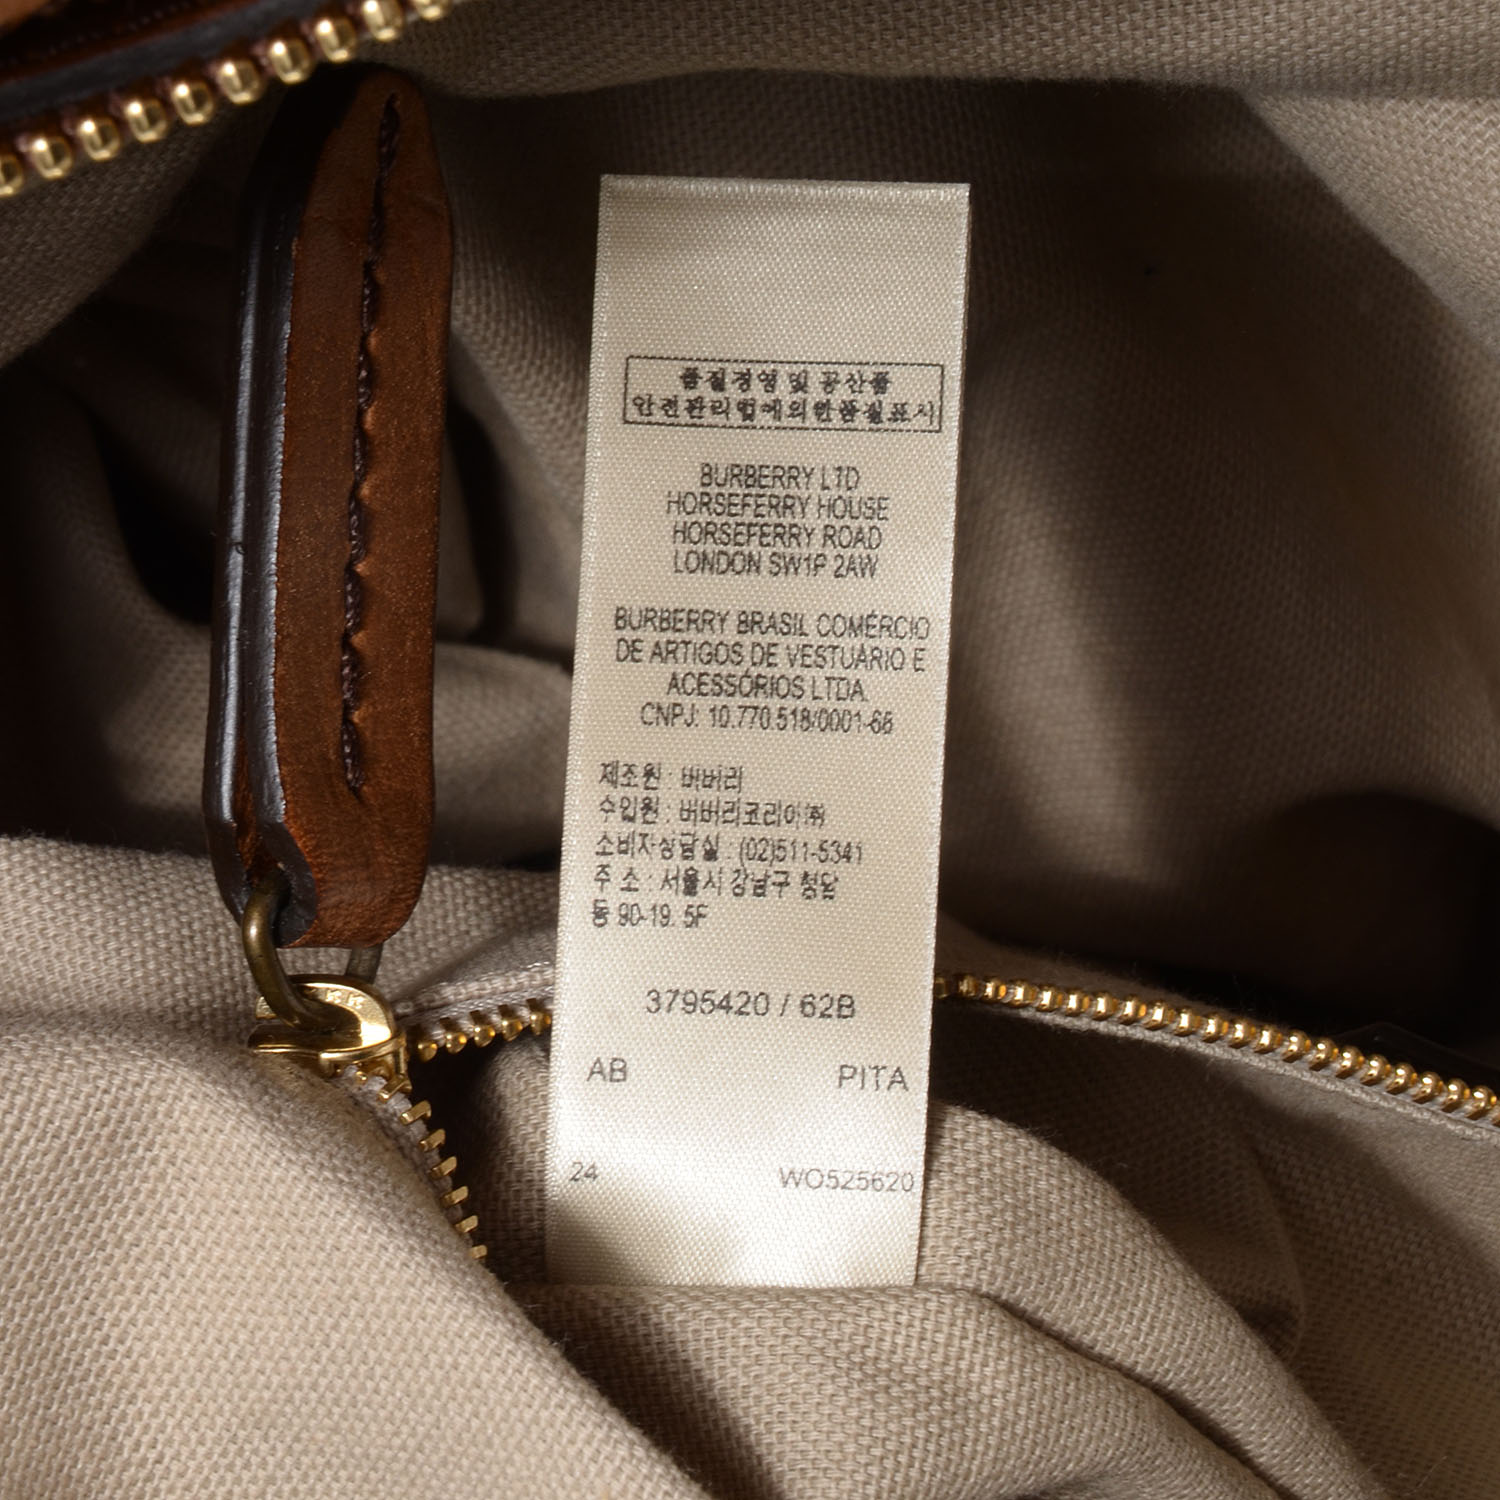 품질경영 및 공산품
안전관리법에의한품질표시
BURBERRY LTD
HORSEFERRY HOUSE
HORSEFERRY ROAD
LONDON SW1P 2AW
BURBERRY BRASIL COMÉRCIO
DE ARTIGOS DE VESTUÁRIO E
ACESSÓRIOS LTDA.
CNPJ: 10.770.518/0001-66
제조원 : 버버리
수입원 : 버버리코리아㈜
소비자상담실 : (02)511-5341
주 소 : 서울시 강남구 청담
동 90-19. 5F
3795420 / 62B
AB PITA
24 WO525620